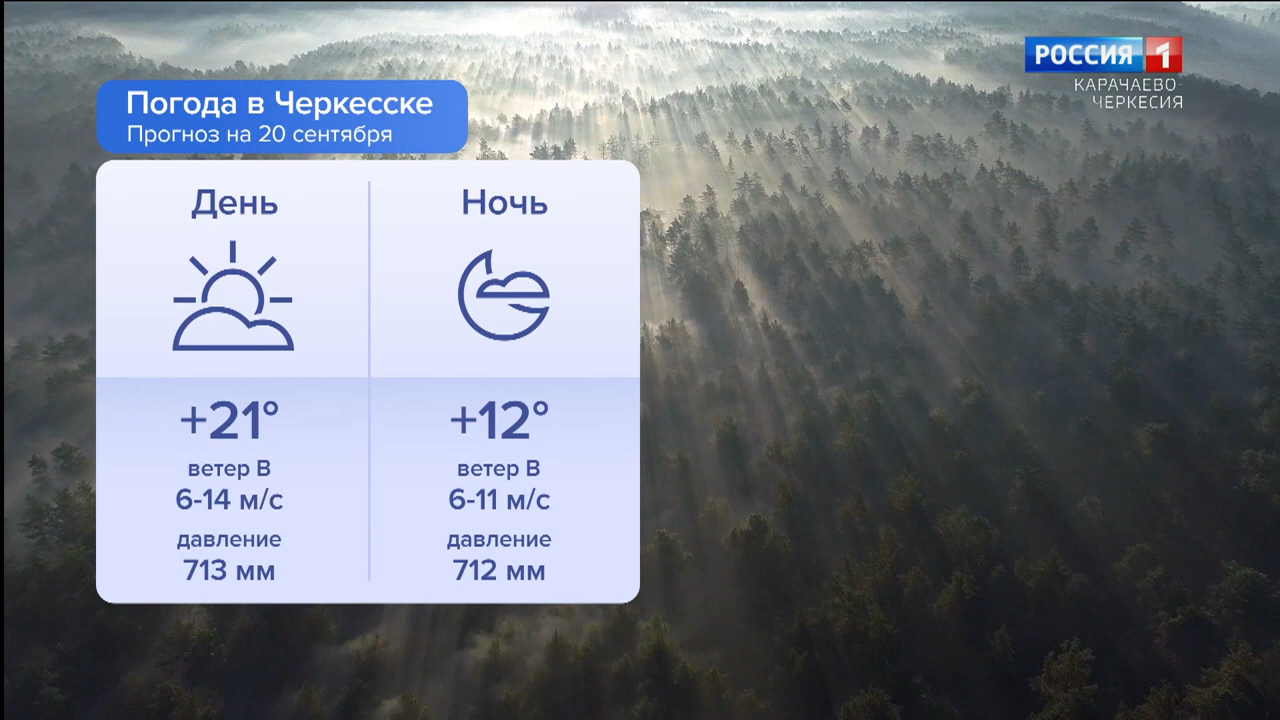 РОССИЯ 1
КАРАЧАЕВО-
ЧЕРКЕСИЯ
Погода в Черкесске
Прогноз на 20 сентября
День
Ночь
+21°
+12°
ветер В
ветер В
6-14 м/с
6-11 м/с
давление
давление
713 мм
712 мм